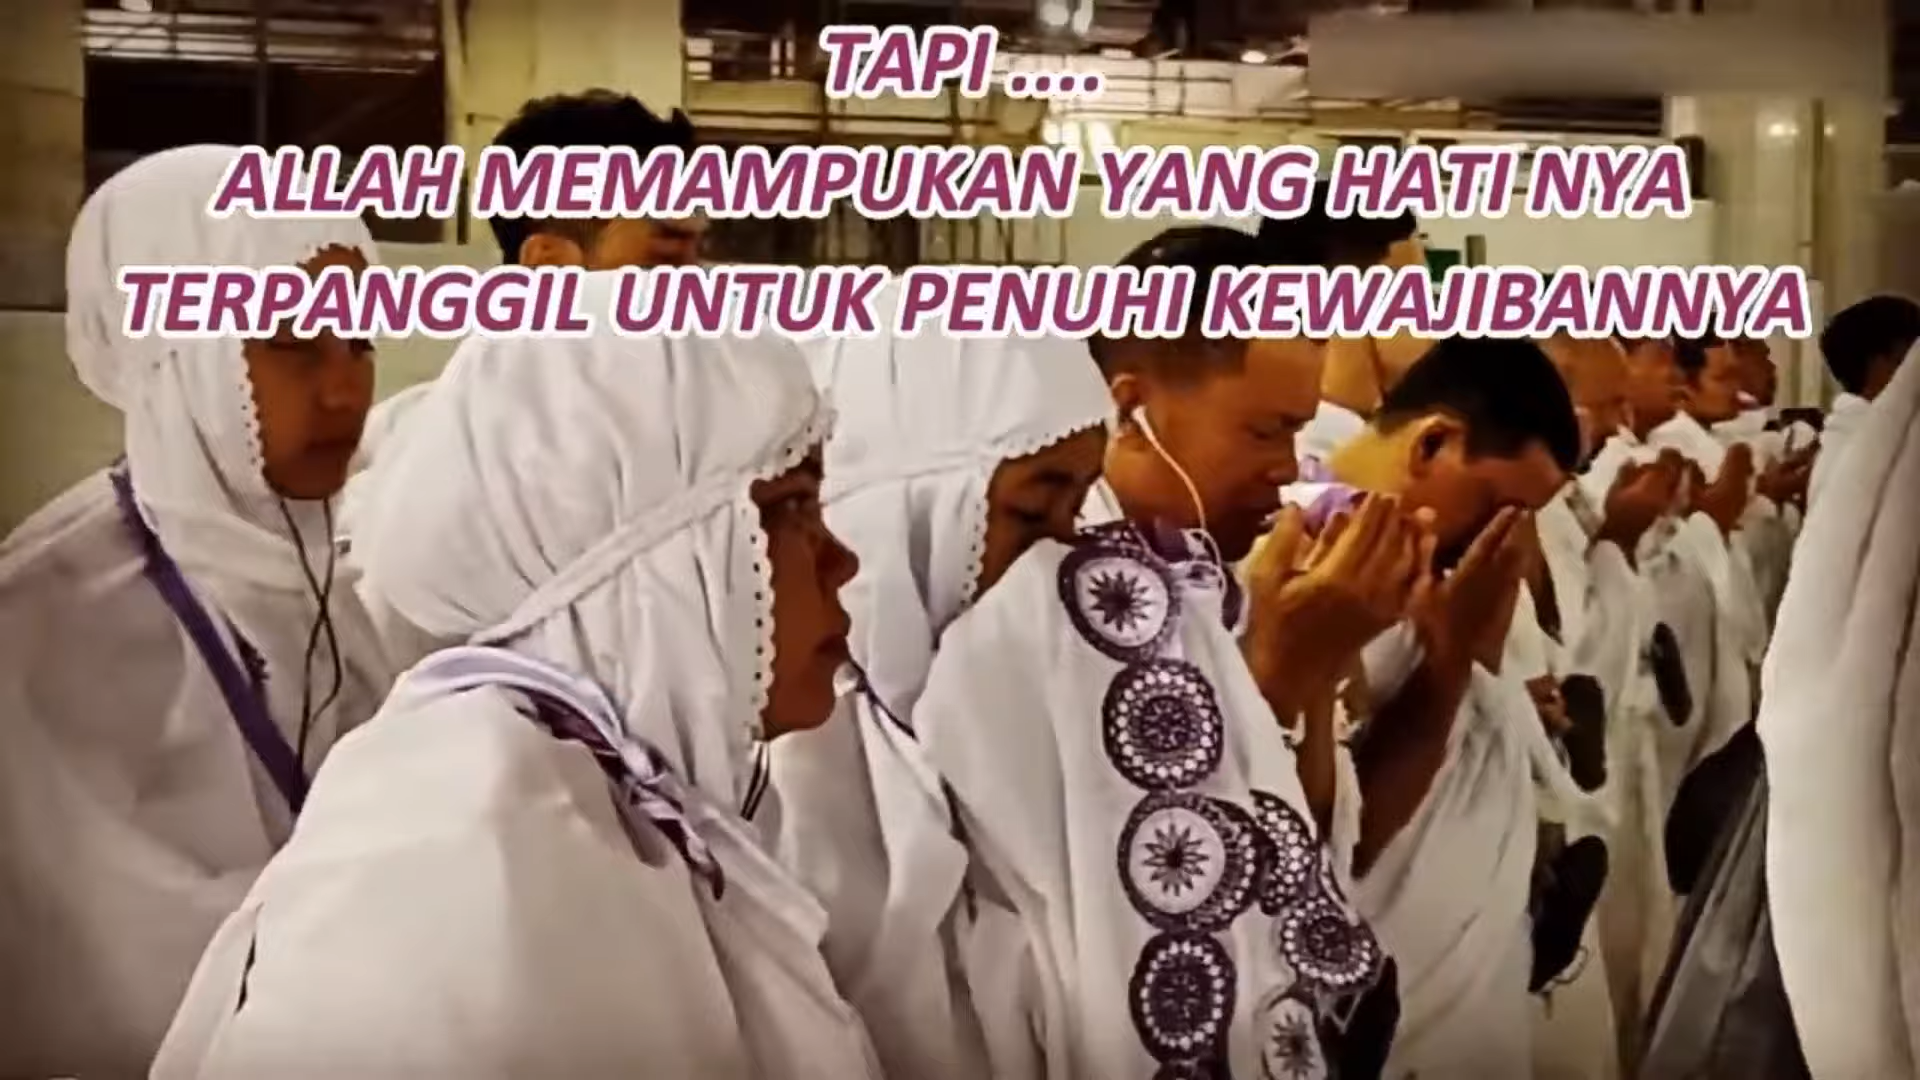 TAPI ....
ALLAH MEMAMPUKAN YANG HATI NYA
TERPANGGIL UNTUK PENUHI KEWAJIBANNYA